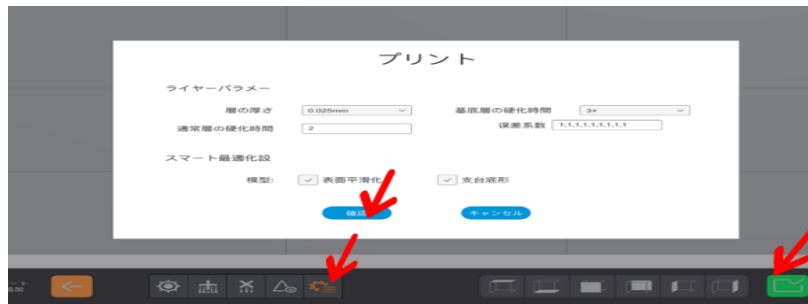 プリント
ライヤーパラメー
層の厚さ 0.025mm 基底層の硬化時間 3×
通常層の硬化時間 2 误差系数 1,1,1,1,1,1,1,1,1
スマート最適化設
模型: 表面平滑化 支台底形
確認 キャンセル